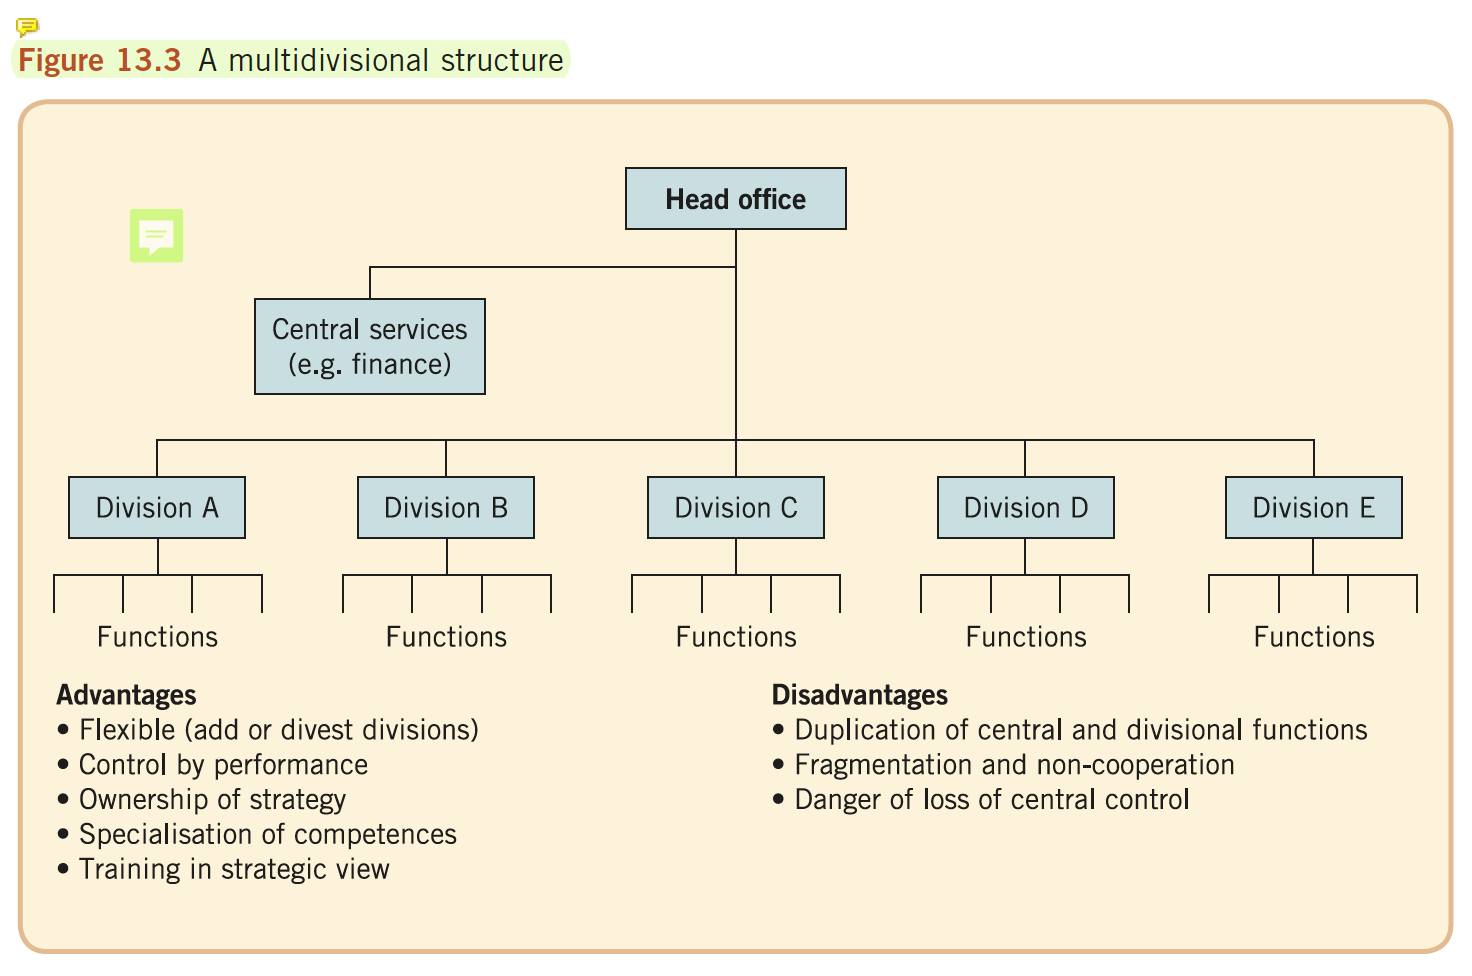 Figure 13.3 A multidivisional structure
Head office
Central services
(e.g. finance)
Division A
Division B
Division C
Division D
Division E
Functions
Functions
Functions
Functions
Functions
Advantages
• Flexible (add or divest divisions)
• Control by performance
• Ownership of strategy
• Specialisation of competences
• Training in strategic view
Disadvantages
• Duplication of central and divisional functions
• Fragmentation and non-cooperation
• Danger of loss of central control